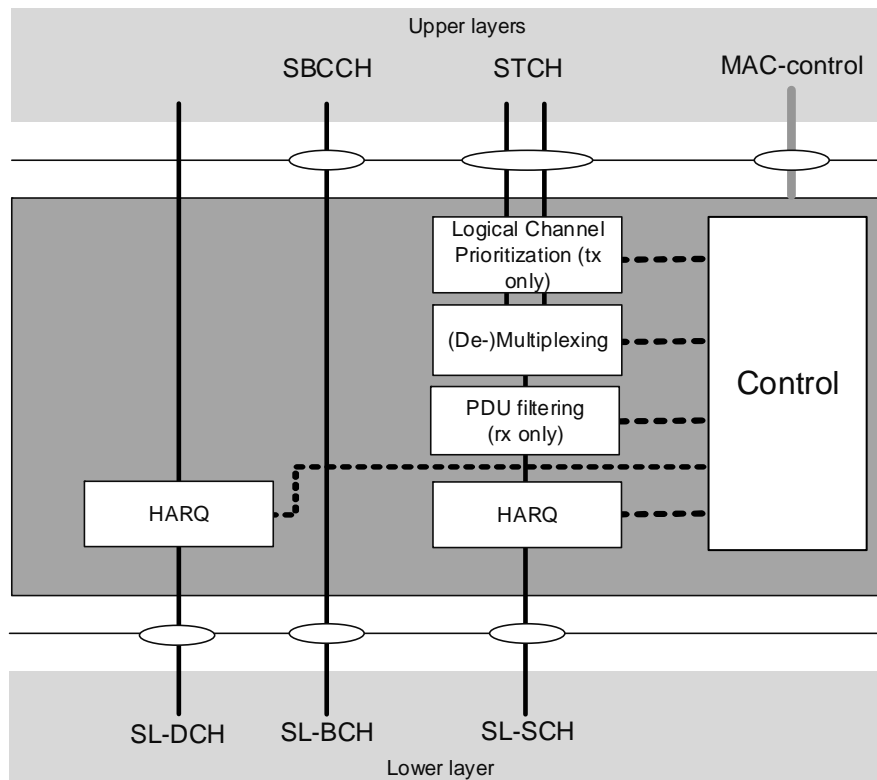 Upper layers
SBCCH
STCH
MAC-control
Logical Channel
Prioritization (tx
only)
(De-)Multiplexing
Control
PDU filtering
(rx only)
HARQ
HARQ
SL-DCH
SL-BCH
SL-SCH
Lower layer